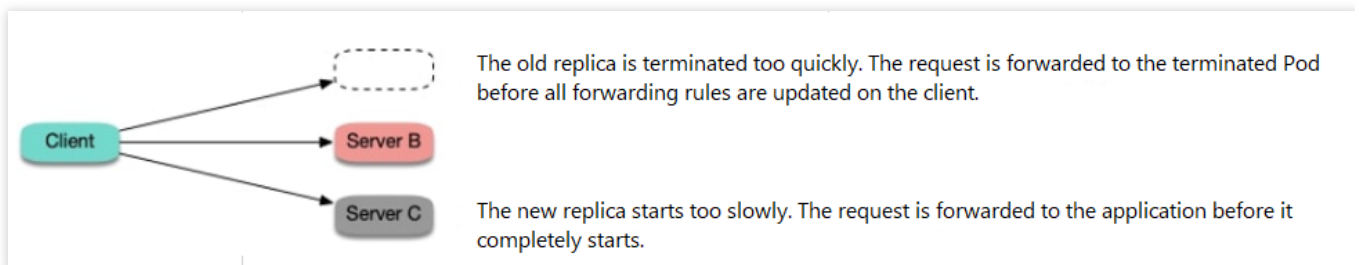 The old replica is terminated too quickly. The request is forwarded to the terminated Pod
before all forwarding rules are updated on the client.
Client
Server B
Server C
The new replica starts too slowly. The request is forwarded to the application before it
completely starts.